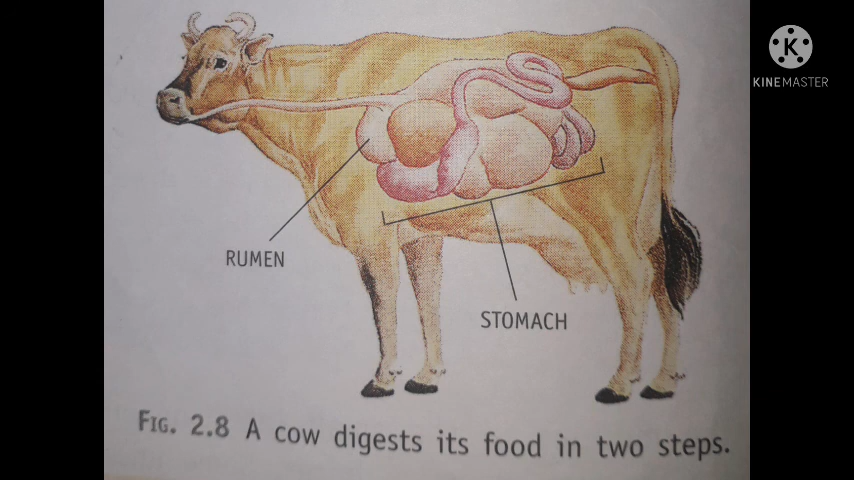 K
KINEMASTER
RUMEN
STOMACH
FIG. 2.8 A cow digests its food in two steps.